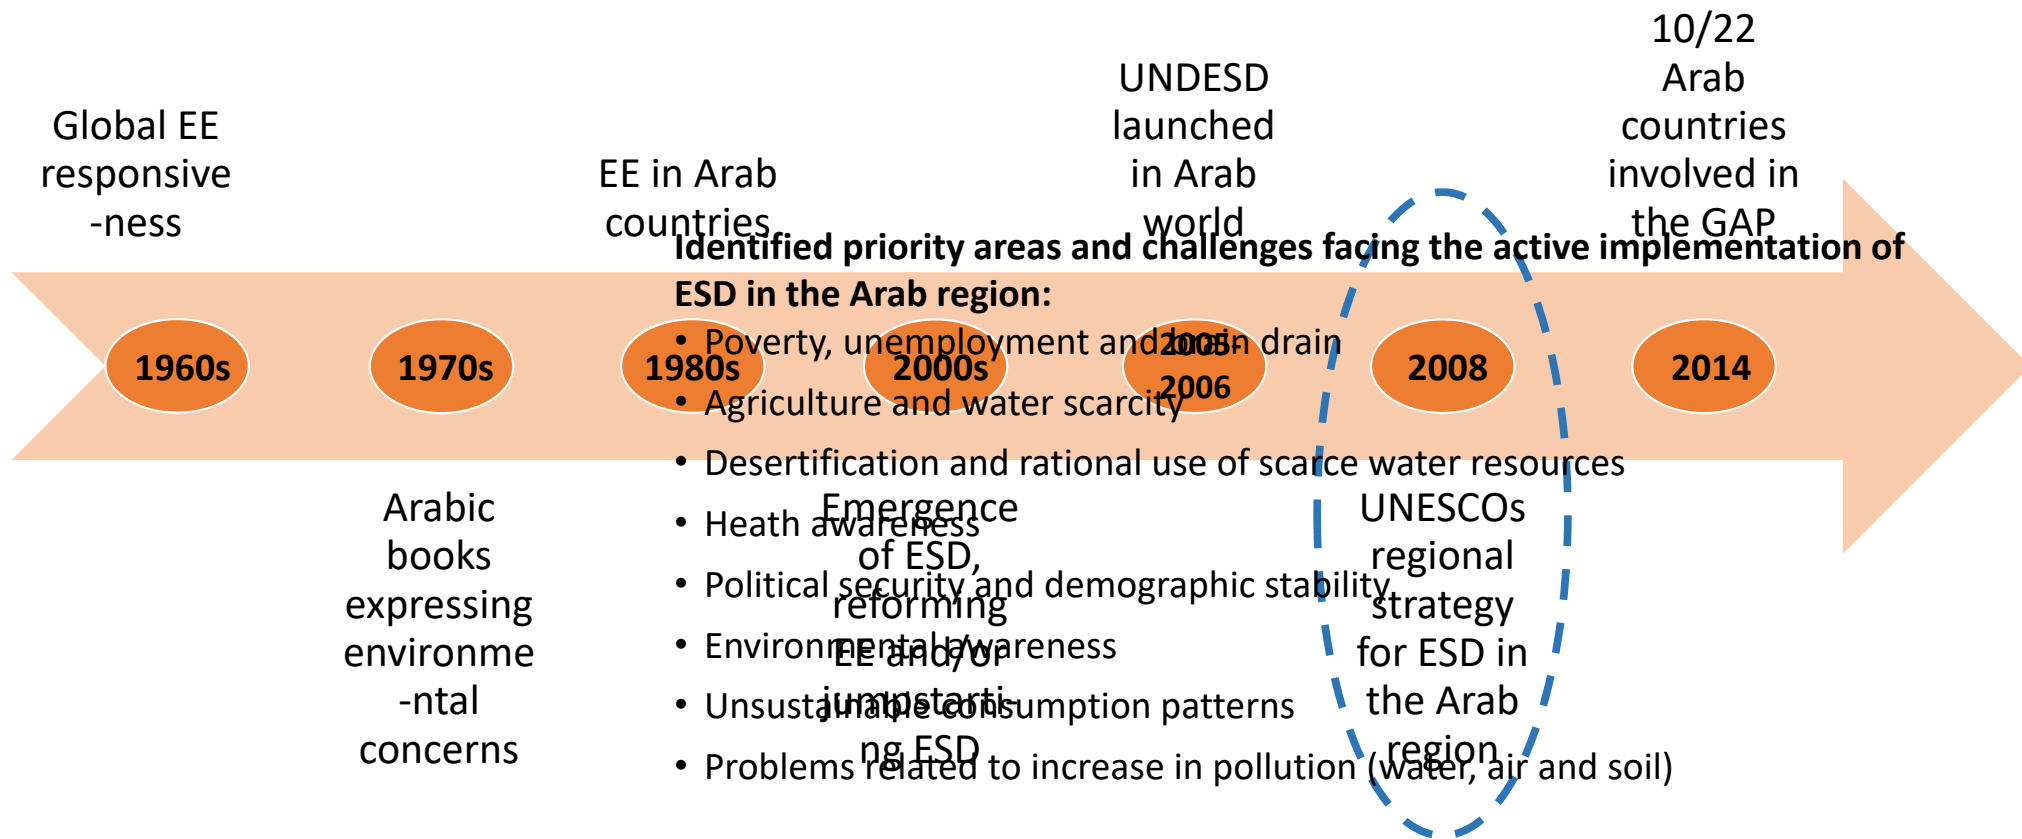 Global EE
responsive
-ness
EE in Arab
countries
UNDESD
launched
in Arab
world
10/22
Arab
countries
involved in
the GAP
1960s
1970s
1980s
2000s
2005-
2006
2008
2014
Arabic
books
expressing
environme
-ntal
concerns
Emergence
of ESD,
reforming
EE and/or
jumpstarti-
ng ESD
UNESCOs
regional
strategy
for ESD in
the Arab
region
Identified priority areas and challenges facing the active implementation of
ESD in the Arab region:
• Poverty, unemployment and brain drain
• Agriculture and water scarcity
• Desertification and rational use of scarce water resources
• Heath awareness
• Political security and demographic stability
• Environmental awareness
• Unsustainable consumption patterns
• Problems related to increase in pollution (water, air and soil)